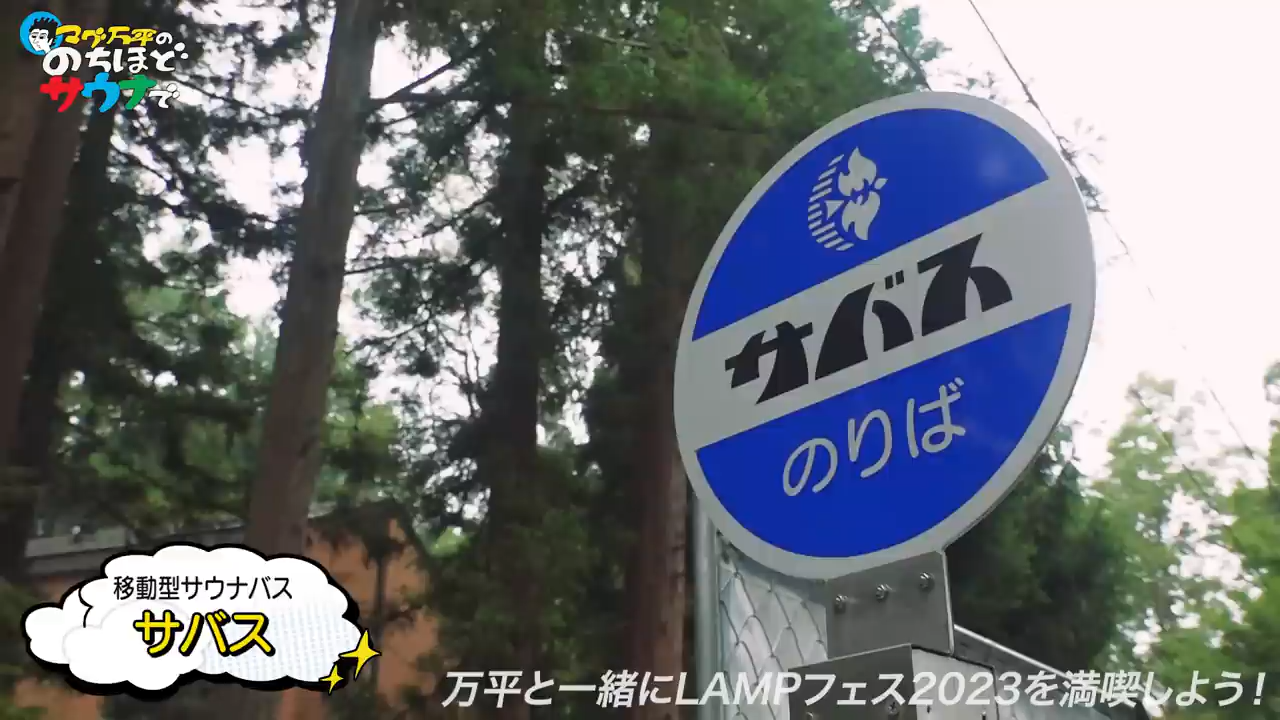 マグ万平の
のちほど
サウナで
サバス
のりば
移動型サウナバス
サバス
万平と一緒にLAMPフェス2023を満喫しよう！